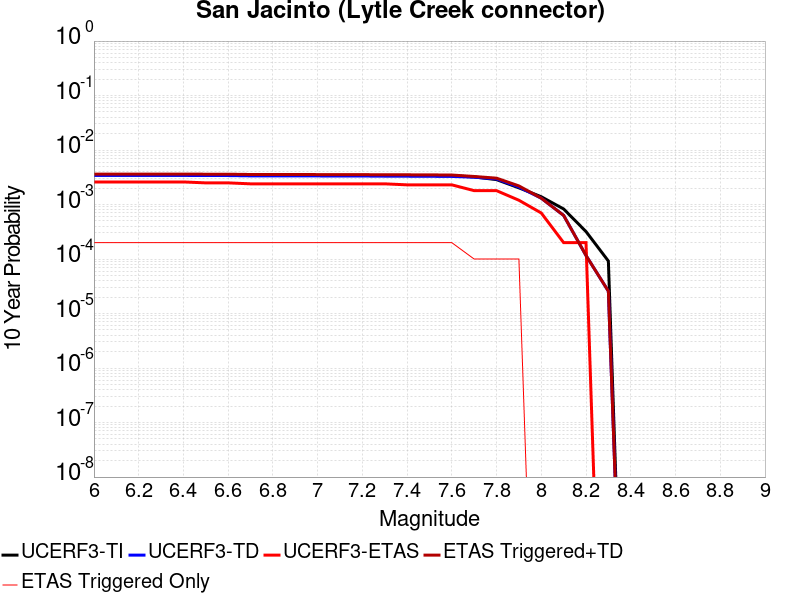 San Jacinto (Lytle Creek connector)
10 0
10 -1
10 -2
10 -3
10 -4
10 -5
10 -6
10 -7
10 -8
10 Year Probability
6 6.2 6.4 6.6 6.8 7 7.2 7.4 7.6 7.8 8 8.2 8.4 8.6 8.8 9
Magnitude
UCERF3-TI UCERF3-TD UCERF3-ETAS ETAS Triggered+TD
ETAS Triggered Only